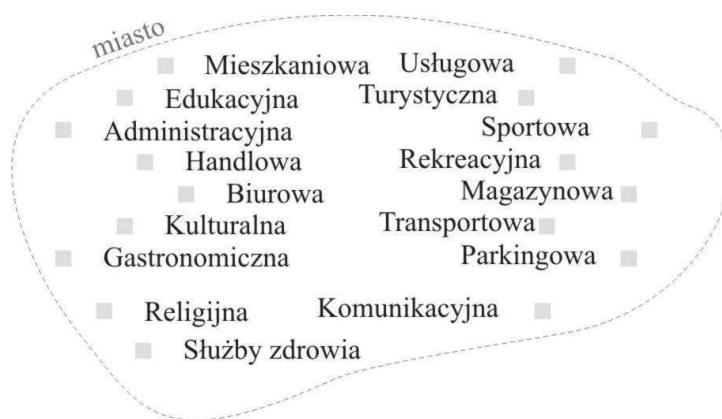 miasto
Mieszkaniowa
Usługowa
Edukacyjna
Turystyczna
Administracyjna
Sportowa
Handlowa
Rekreacyjna
Biurowa
Magazynowa
Kulturalna
Transportowa
Gastronomiczna
Parkingowa
Religijna
Komunikacyjna
Służby zdrowia